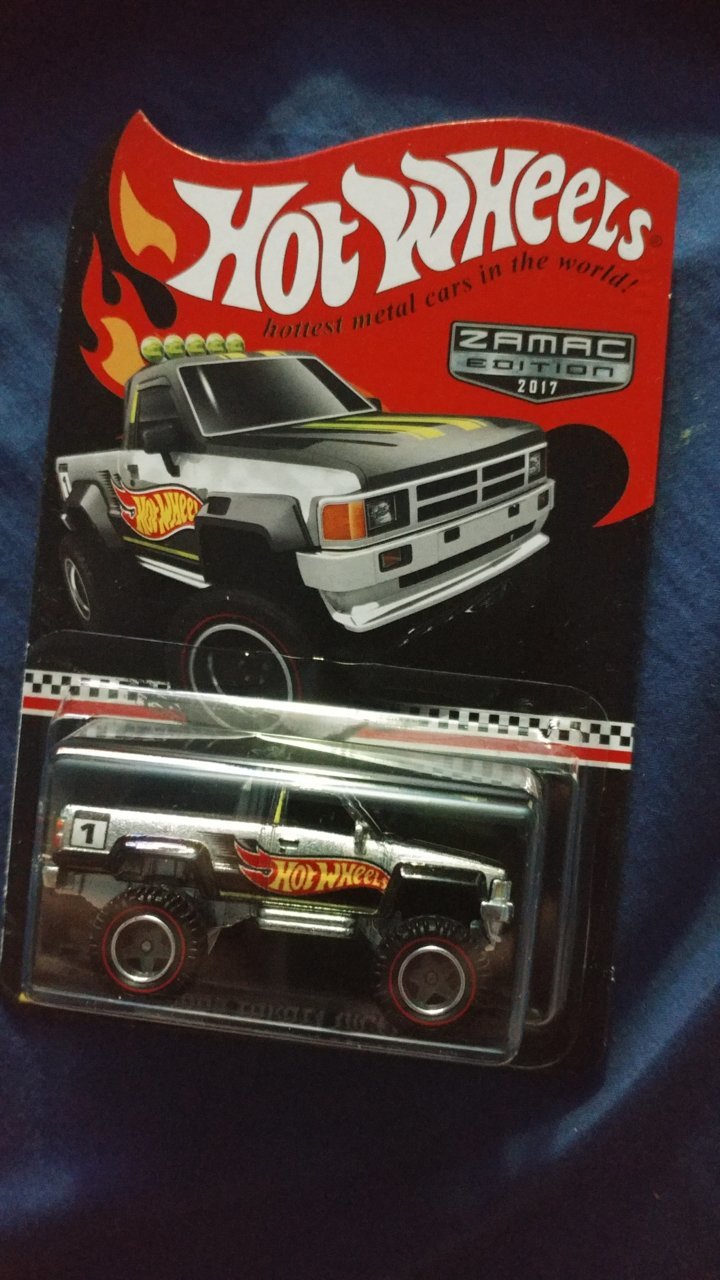 HOT WHEELS®
hottest metal cars in the world!
ZAMAC
EDITION
2017
HOT WHEELS
1
HOT WHEELS